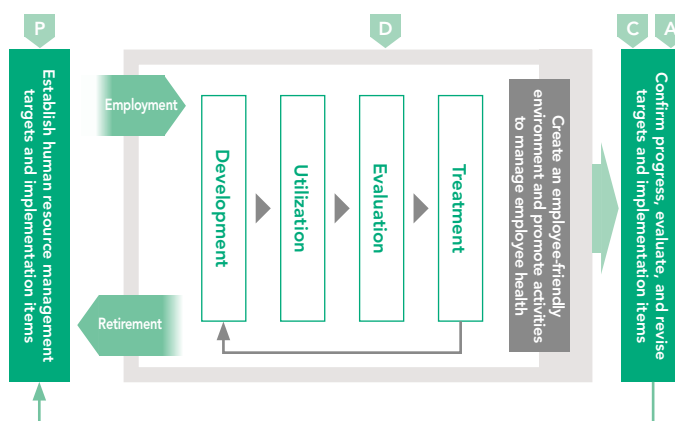 P
D
C
A
Establish human resource management
targets and implementation items
Employment
Retirement
Development
Utilization
Evaluation
Treatment
Create an employee-friendly
environment and promote activities
to manage employee health
Confirm progress, evaluate, and revise
targets and implementation items